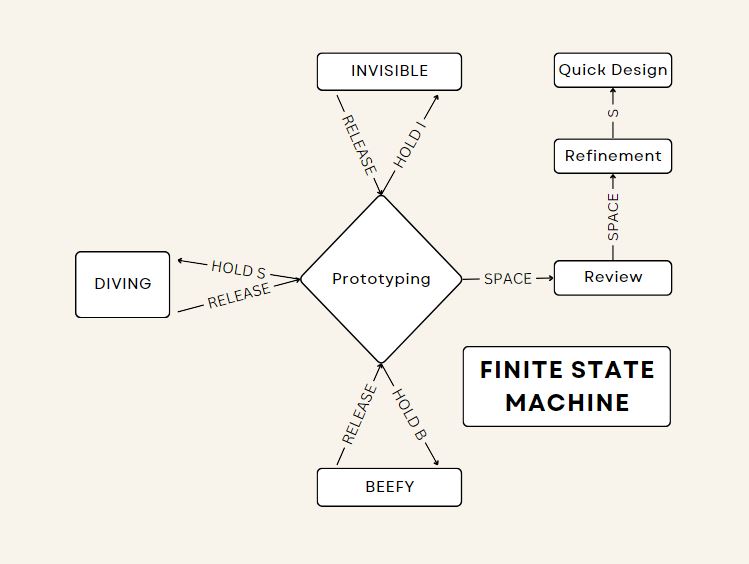 INVISIBLE
Quick Design
RELEASE
HOLD I
S
Refinement
SPACE
DIVING
HOLD S
RELEASE
Prototyping
SPACE
Review
FINITE STATE
MACHINE
RELEASE
HOLD B
BEEFY